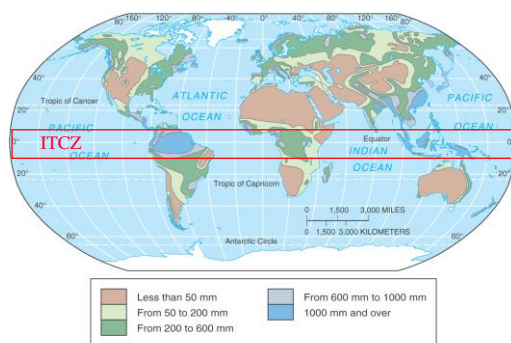 160° 120° 80° 40° 0° 40° 80° 120° 160°
40° 40°
Tropic of Cancer
ATLANTIC
OCEAN
PACIFIC
OCEAN
20°
PACIFIC
OCEAN
ITCZ
0° 0°
Equator
INDIAN
OCEAN
20° 20°
Tropic of Capricorn
40° 40°
0 1,500 3,000 MILES
0 1,500 3,000 KILOMETERS
60° 60°
Antarctic Circle
Less than 50 mm
From 50 to 200 mm
From 200 to 600 mm
From 600 mm to 1000 mm
1000 mm and over